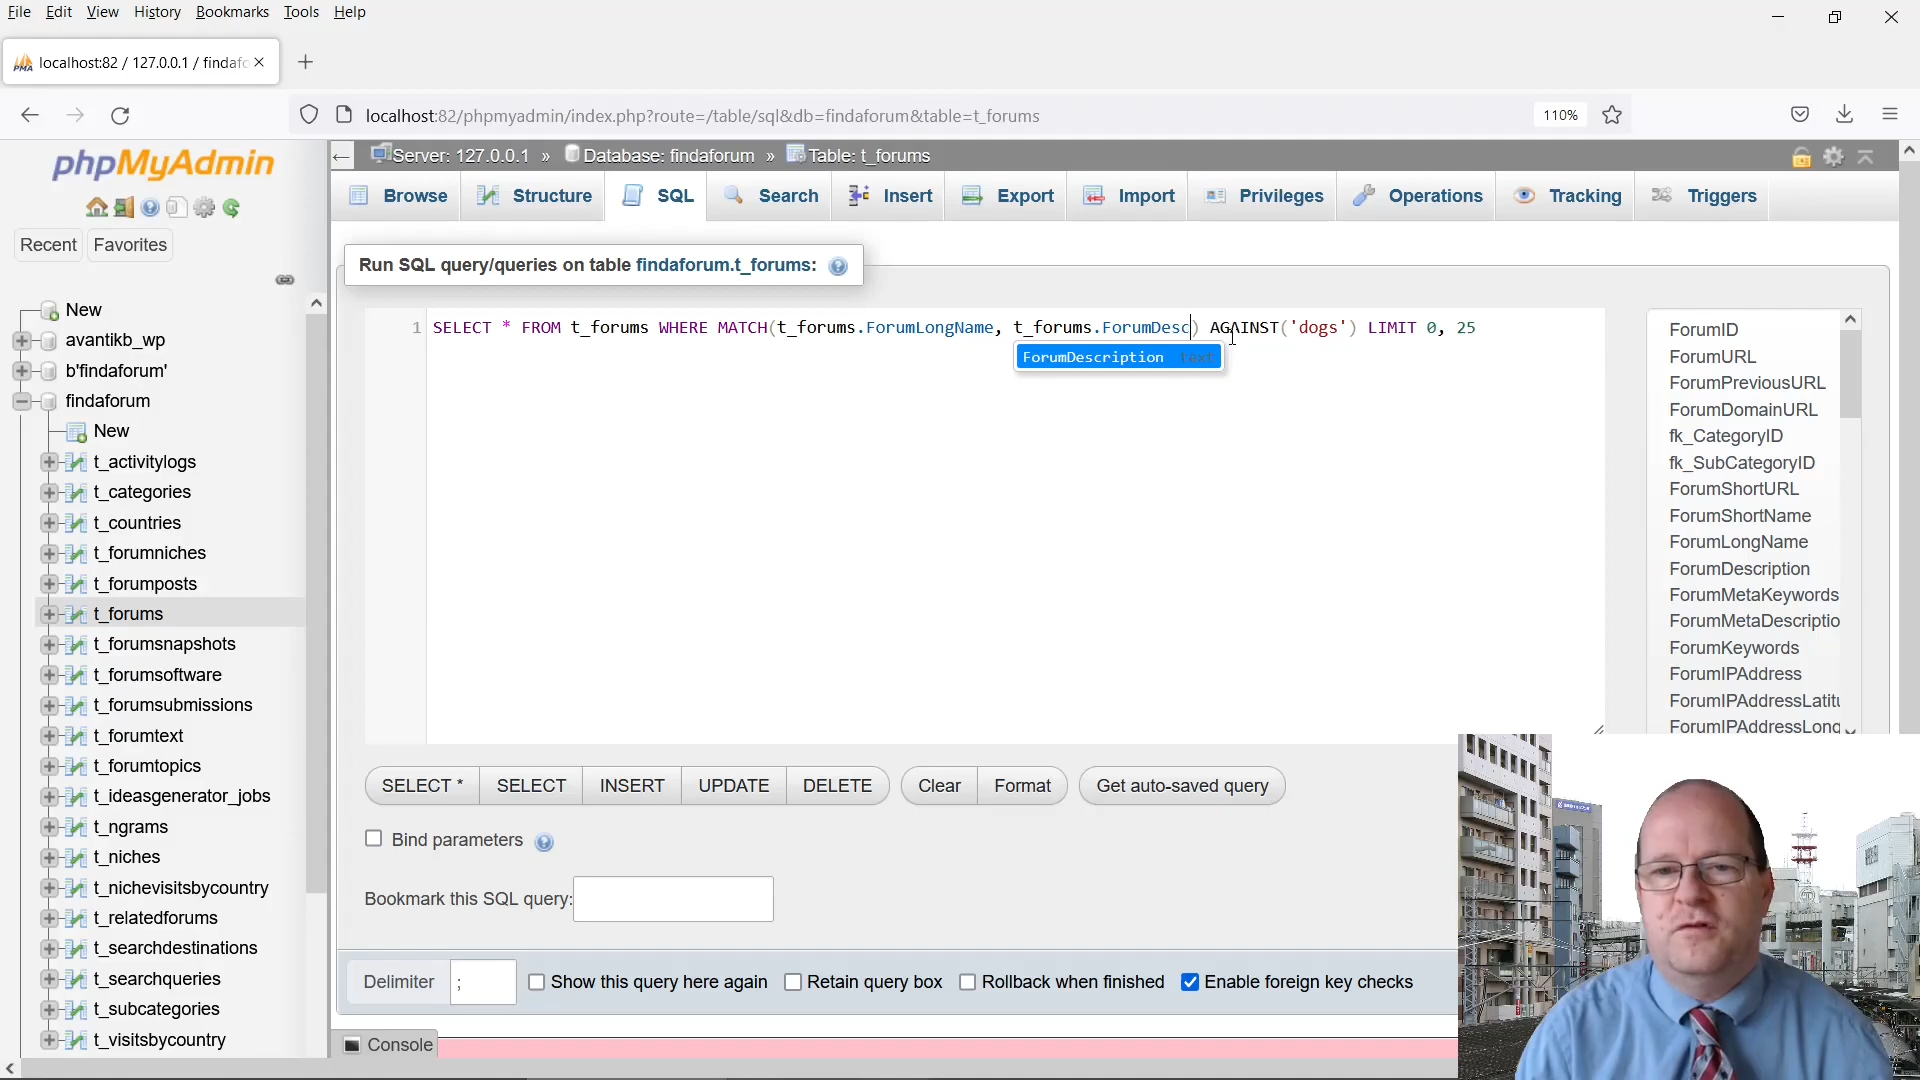 File Edit View History Bookmarks Tools Help
localhost:82 / 127.0.0.1 / findafo
localhost:82/phpmyadmin/index.php?route=/table/sql&db=findaforum&table=t_forums
110%
phpMyAdmin
Server: 127.0.0.1 » Database: findaforum » Table: t_forums
Browse Structure SQL Search Insert Export Import Privileges Operations Tracking Triggers
Recent Favorites
Run SQL query/queries on table findaforum.t_forums:
New
avantikb_wp
b'findaforum'
findaforum
New
t_activitylogs
t_categories
t_countries
t_forumniches
t_forumposts
t_forums
t_forumsnapshots
t_forumsoftware
t_forumsubmissions
t_forumtext
t_forumtopics
t_ideasgenerator_jobs
t_ngrams
t_niches
t_nichevisitsbycountry
t_relatedforums
t_searchdestinations
t_searchqueries
t_subcategories
t_visitsbycountry
1 SELECT * FROM t_forums WHERE MATCH(t_forums.ForumLongName, t_forums.ForumDesc) AGAINST('dogs') LIMIT 0, 25
ForumDescription text
ForumID
ForumURL
ForumPreviousURL
ForumDomainURL
fk_CategoryID
fk_SubCategoryID
ForumShortURL
ForumShortName
ForumLongName
ForumDescription
ForumMetaKeywords
ForumMetaDescriptio
ForumKeywords
ForumIPAddress
ForumIPAddressLatitu
ForumIPAddressLong
SELECT * SELECT INSERT UPDATE DELETE Clear Format Get auto-saved query
Bind parameters
Bookmark this SQL query:
Delimiter ; Show this query here again Retain query box Rollback when finished Enable foreign key checks
Console